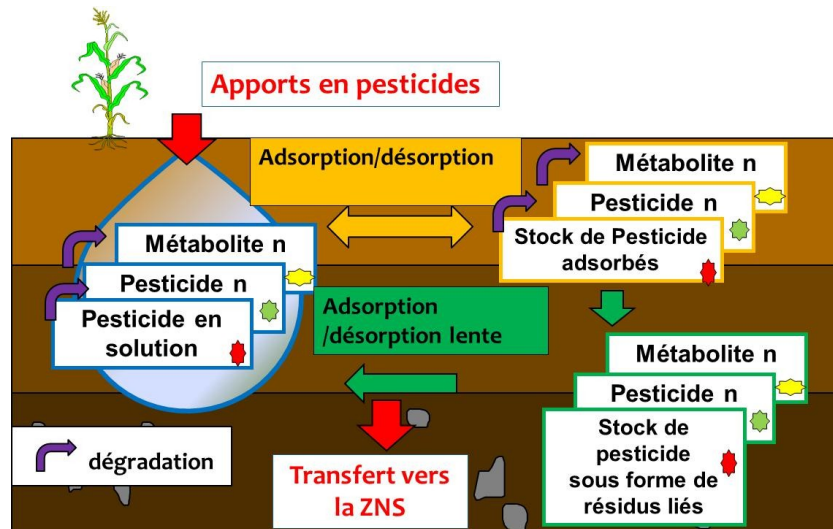 Apports en pesticides
Adsorption/désorption
Métabolite n
Pesticide n
Stock de Pesticide
adsorbés
Métabolite n
Pesticide n
Pesticide en
solution
Adsorption
/désorption lente
Métabolite n
Pesticide n
Stock de
pesticide
sous forme de
résidus liés
dégradation
Transfert vers
la ZNS